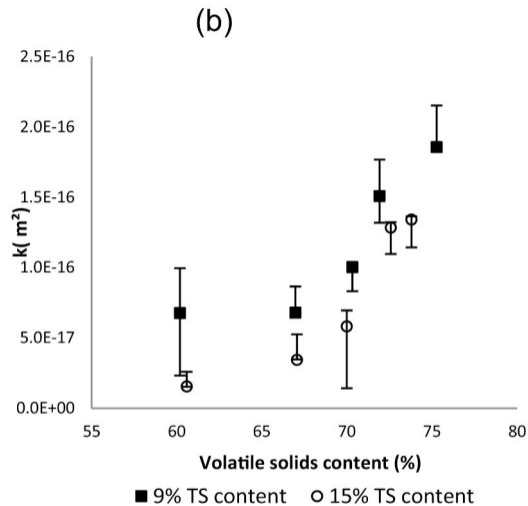 (b)
2.5E-16
2.0E-16
1.5E-16
1.0E-16
5.0E-17
0.0E+00
k( m²)
55 60 65 70 75 80
Volatile solids content (%)
9% TS content 15% TS content